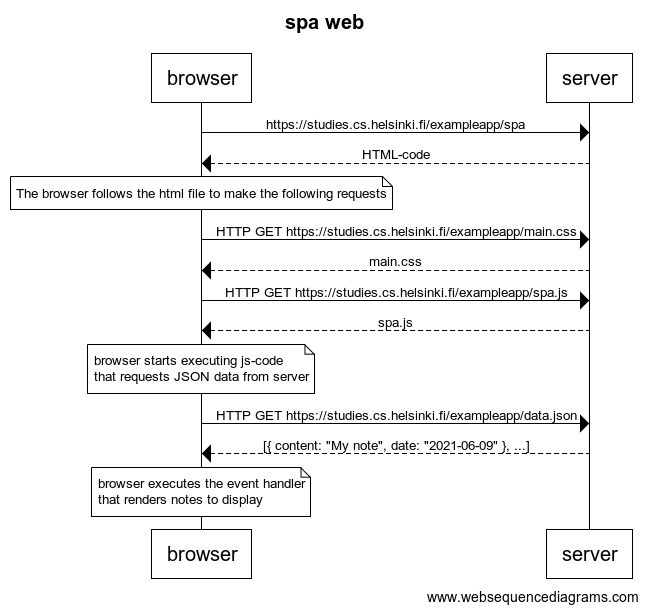 spa web
browser
server
https://studies.cs.helsinki.fi/exampleapp/spa
HTML-code
The browser follows the html file to make the following requests
HTTP GET https://studies.cs.helsinki.fi/exampleapp/main.css
main.css
HTTP GET https://studies.cs.helsinki.fi/exampleapp/spa.js
spa.js
browser starts executing js-code
that requests JSON data from server
HTTP GET https://studies.cs.helsinki.fi/exampleapp/data.json
[{ content: "My note", date: "2021-06-09" }, ...]
browser executes the event handler
that renders notes to display
browser
server
www.websequencediagrams.com